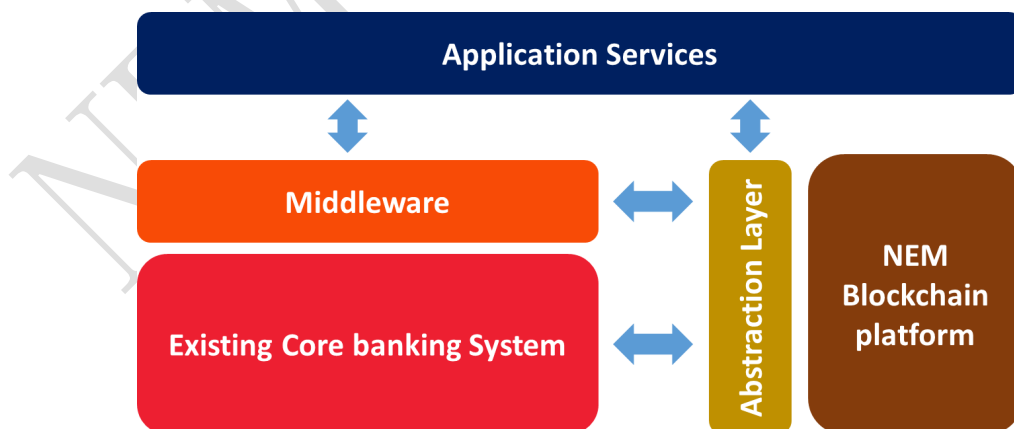 Application Services
Middleware
Existing Core banking System
Abstraction Layer
NEM
Blockchain
platform